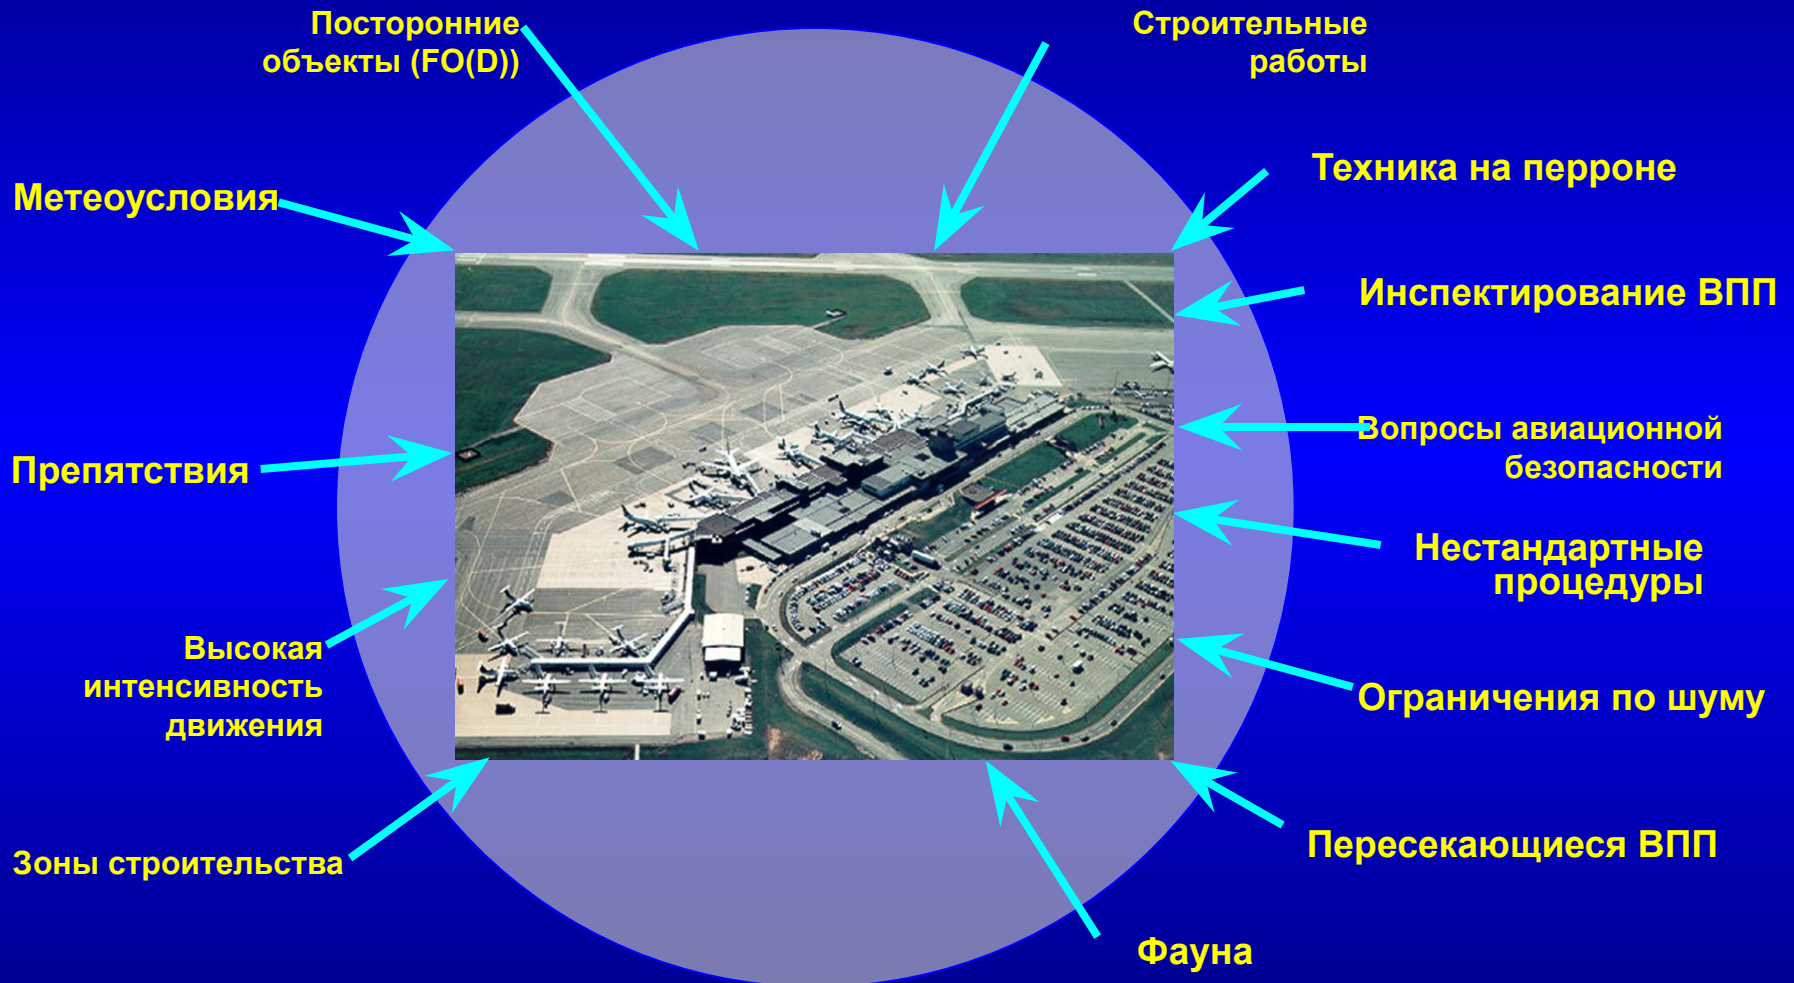 Посторонние
объекты (FO(D))
Строительные
работы
Метеоусловия
Техника на перроне
Инспектирование ВПП
Вопросы авиационной
безопасности
Препятствия
Нестандартные
процедуры
Высокая
интенсивность
движения
Ограничения по шуму
Зоны строительства
Пересекающиеся ВПП
Фауна